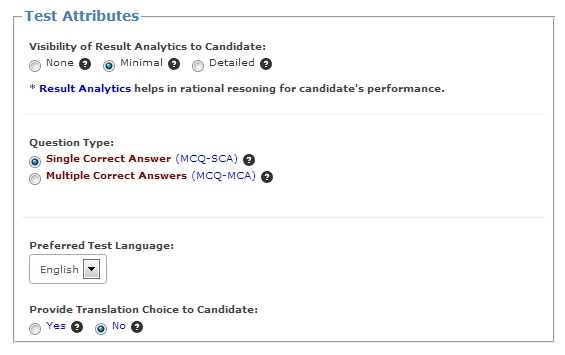 Test Attributes
Visibility of Result Analytics to Candidate:
None ? Minimal ? Detailed ?
* Result Analytics helps in rational resoning for candidate's performance.
Question Type:
Single Correct Answer (MCQ-SCA) ?
Multiple Correct Answers (MCQ-MCA) ?
Preferred Test Language:
English
Provide Translation Choice to Candidate:
Yes ? No ?